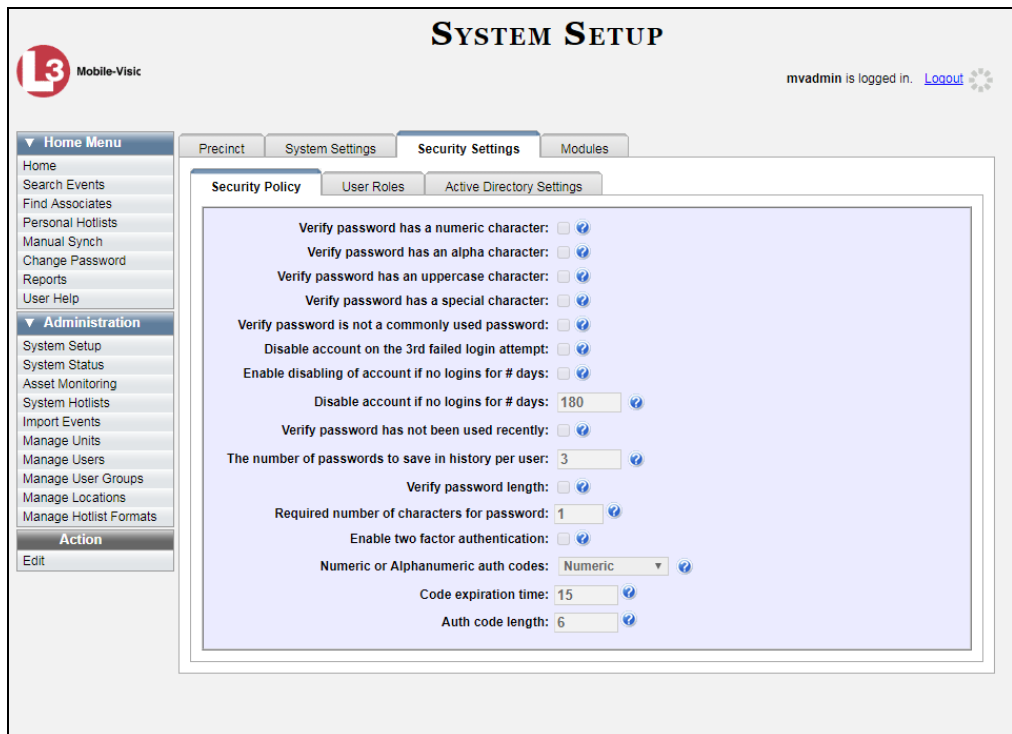 SYSTEM SETUP
L3 Mobile-Visic
mvadmin is logged in. Logout
▼ Home Menu
Home
Search Events
Find Associates
Personal Hotlists
Manual Synch
Change Password
Reports
User Help
▼ Administration
System Setup
System Status
Asset Monitoring
System Hotlists
Import Events
Manage Units
Manage Users
Manage User Groups
Manage Locations
Manage Hotlist Formats
Action
Edit
Precinct System Settings Security Settings Modules
Security Policy User Roles Active Directory Settings
Verify password has a numeric character: ?
Verify password has an alpha character: ?
Verify password has an uppercase character: ?
Verify password has a special character: ?
Verify password is not a commonly used password: ?
Disable account on the 3rd failed login attempt: ?
Enable disabling of account if no logins for # days: ?
Disable account if no logins for # days: 180 ?
Verify password has not been used recently: ?
The number of passwords to save in history per user: 3 ?
Verify password length: ?
Required number of characters for password: 1 ?
Enable two factor authentication: ?
Numeric or Alphanumeric auth codes: Numeric ▼ ?
Code expiration time: 15 ?
Auth code length: 6 ?